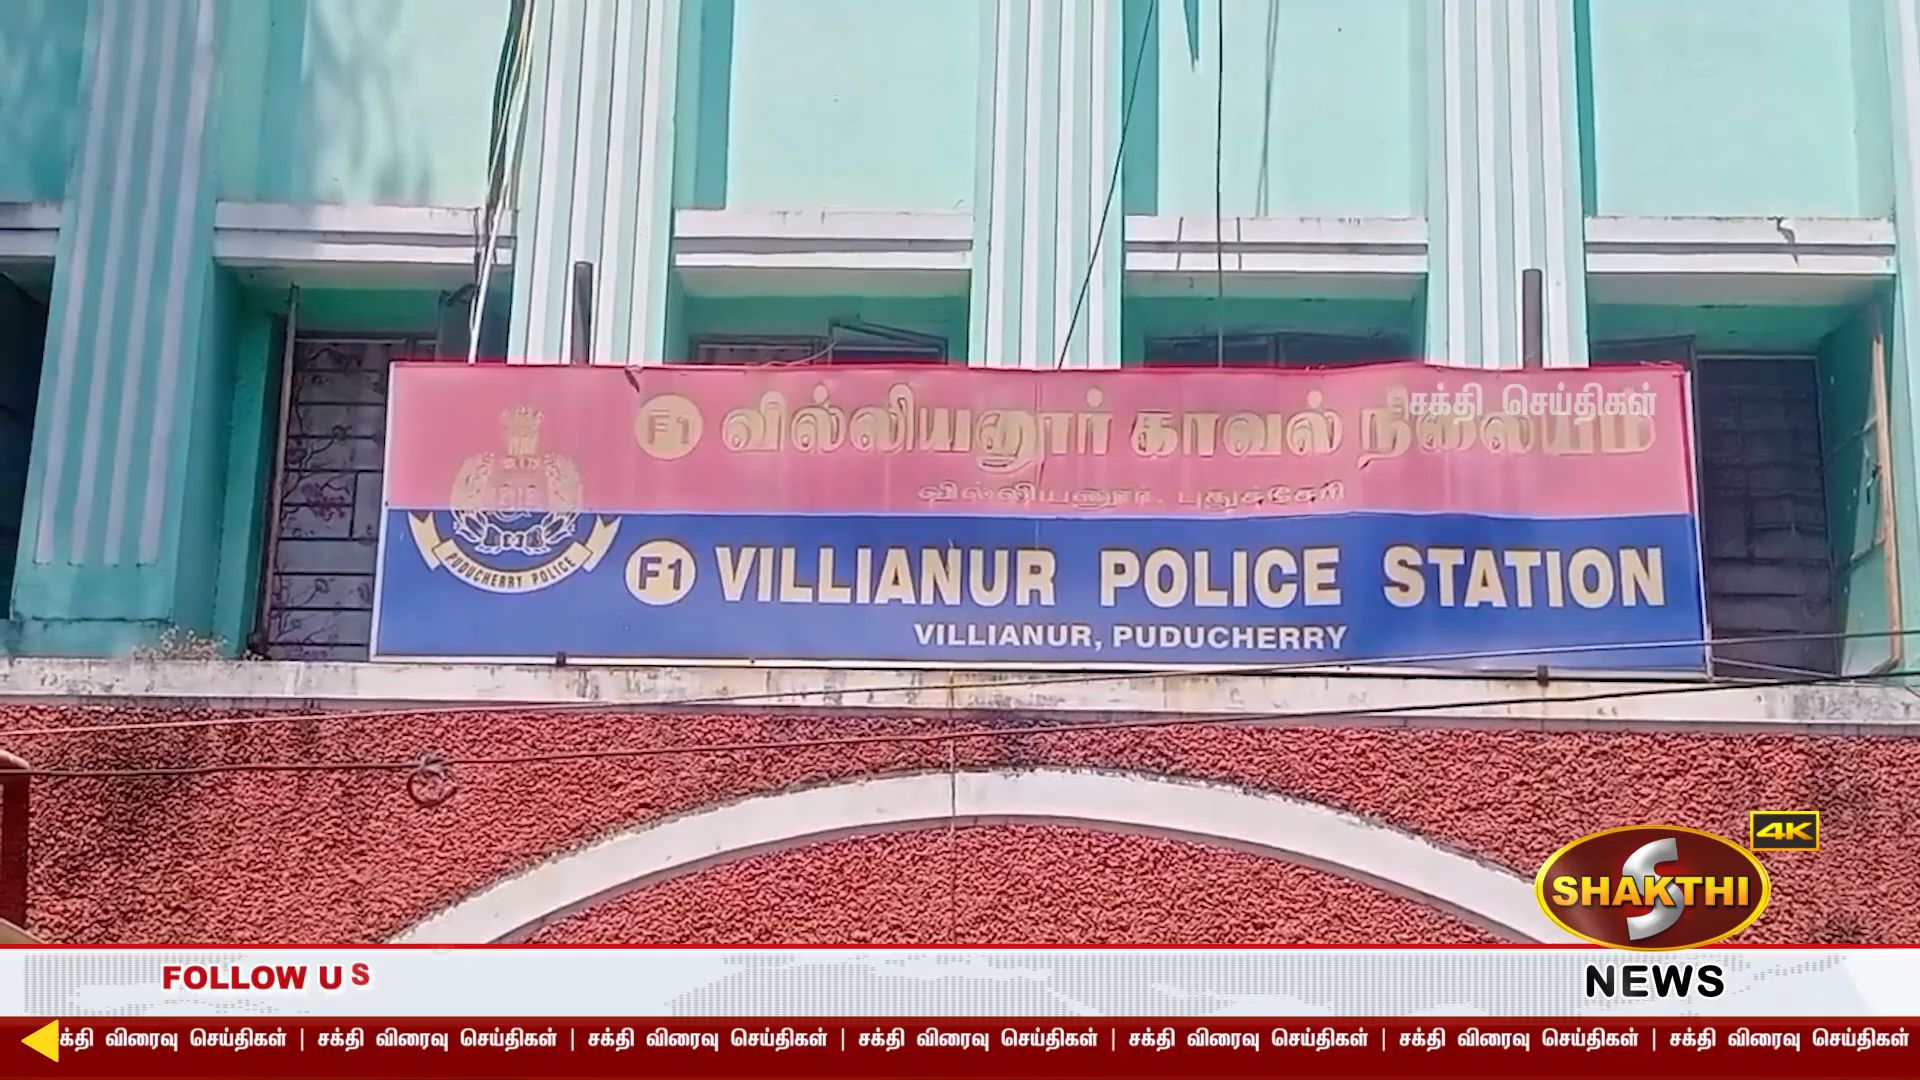 F1 வில்லியனூர் காவல் நிலையம்
சக்தி செய்திகள்
வில்லியனூர், புதுச்சேரி
PUDUCHERRY POLICE
F1 VILLIANUR POLICE STATION
VILLIANUR, PUDUCHERRY
4K
S
SHAKTHI
NEWS
FOLLOW US
க்தி விரைவு செய்திகள் | சக்தி விரைவு செய்திகள் | சக்தி விரைவு செய்திகள் | சக்தி விரைவு செய்திகள் | சக்தி விரைவு செய்திகள் | சக்தி விரைவு செய்திகள் | சக்தி விரைவு செய்திகள்